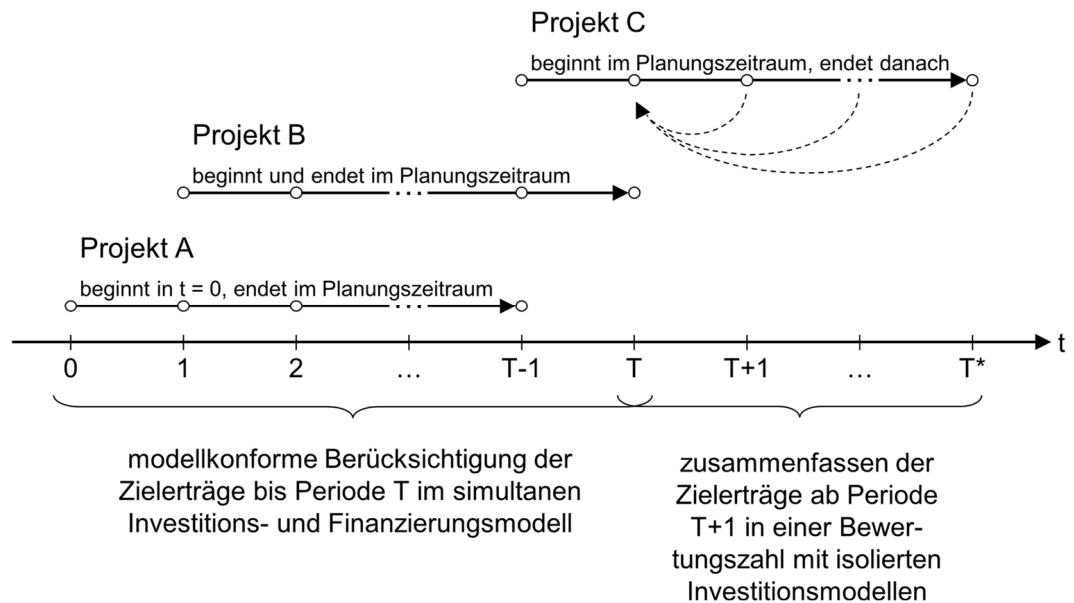 Projekt C
beginnt im Planungszeitraum, endet danach
Projekt B
beginnt und endet im Planungszeitraum
Projekt A
beginnt in t = 0, endet im Planungszeitraum
t
0 1 2 … T-1 T T+1 … T*
modellkonforme Berücksichtigung der
Zielerträge bis Periode T im simultanen
Investitions- und Finanzierungsmodell
zusammenfassen der
Zielerträge ab Periode
T+1 in einer Bewer-
tungszahl mit isolierten
Investitionsmodellen